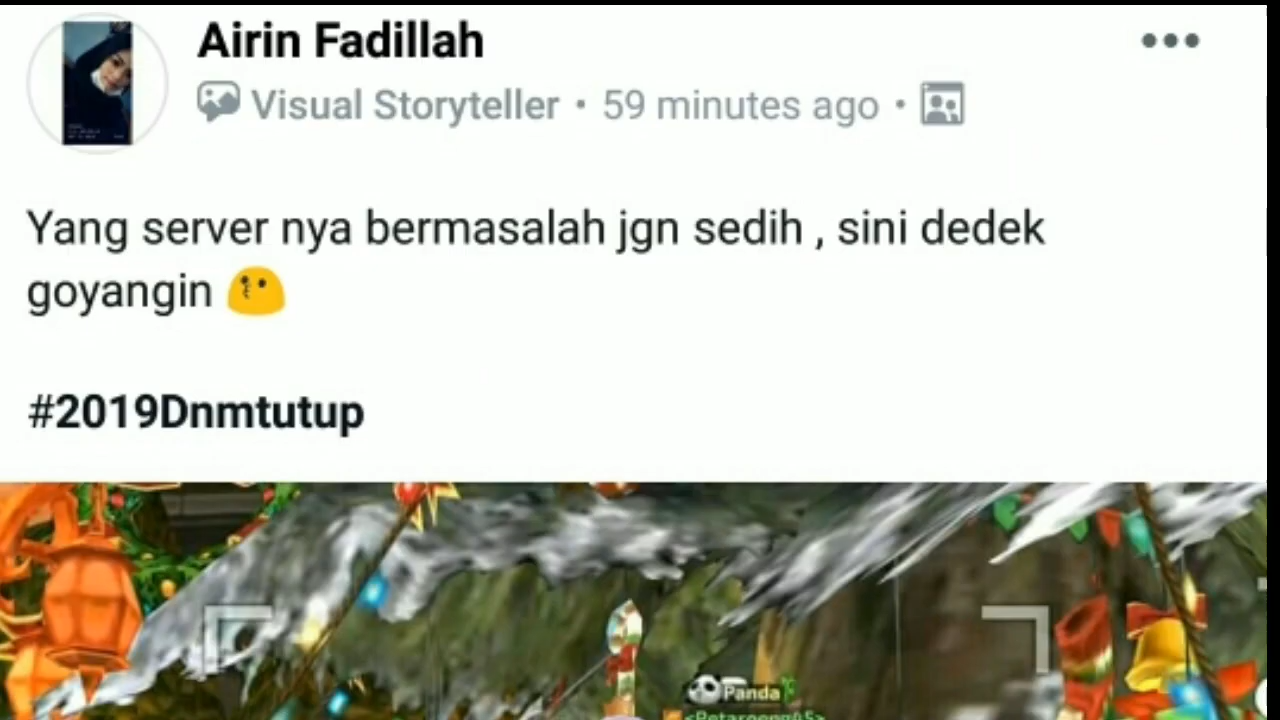 Airin Fadillah
Visual Storyteller • 59 minutes ago •
Yang server nya bermasalah jgn sedih , sini dedek
goyangin
#2019Dnmtutup
Panda